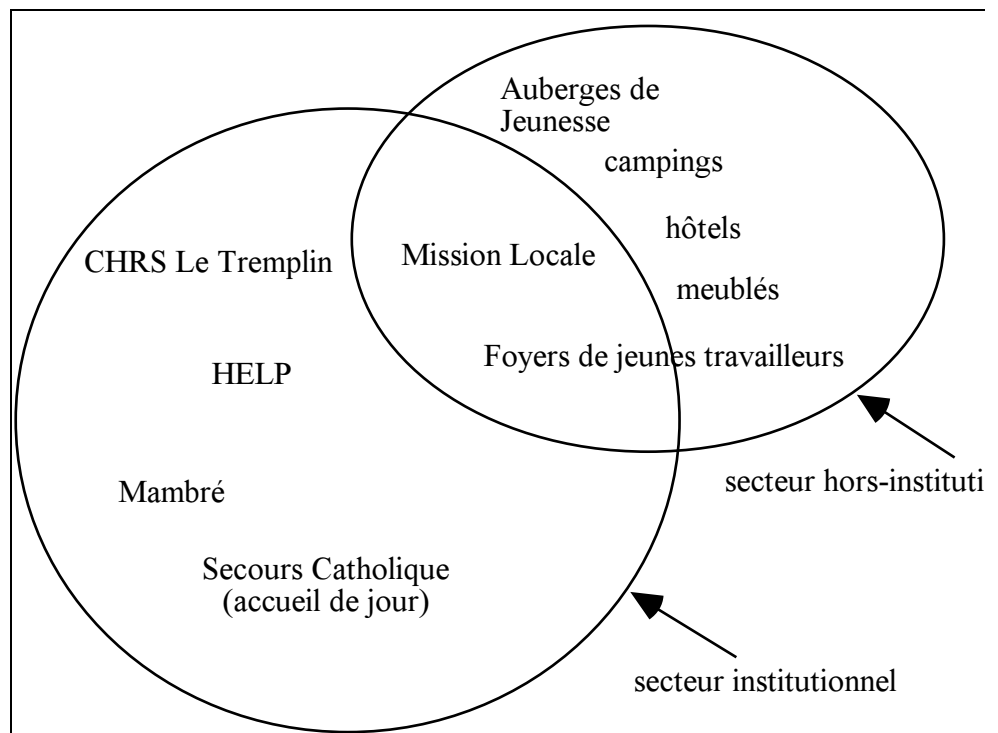 Auberges de
Jeunesse
campings
hôtels
CHRS Le Tremplin
Mission Locale
meublés
Foyers de jeunes travailleurs
HELP
secteur hors-instituti
Mambré
Secours Catholique
(accueil de jour)
secteur institutionnel